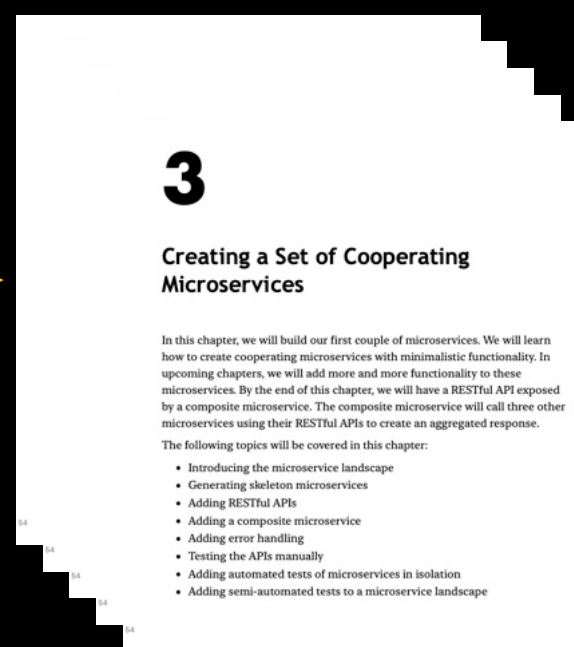 3
Creating a Set of Cooperating
Microservices
In this chapter, we will build our first couple of microservices. We will learn
how to create cooperating microservices with minimalistic functionality. In
upcoming chapters, we will add more and more functionality to these
microservices. By the end of this chapter, we will have a RESTful API exposed
by a composite microservice. The composite microservice will call three other
microservices using their RESTful APIs to create an aggregated response.
The following topics will be covered in this chapter:
• Introducing the microservice landscape
• Generating skeleton microservices
• Adding RESTful APIs
• Adding a composite microservice
• Adding error handling
• Testing the APIs manually
• Adding automated tests of microservices in isolation
• Adding semi-automated tests to a microservice landscape
54
54
54
54
54